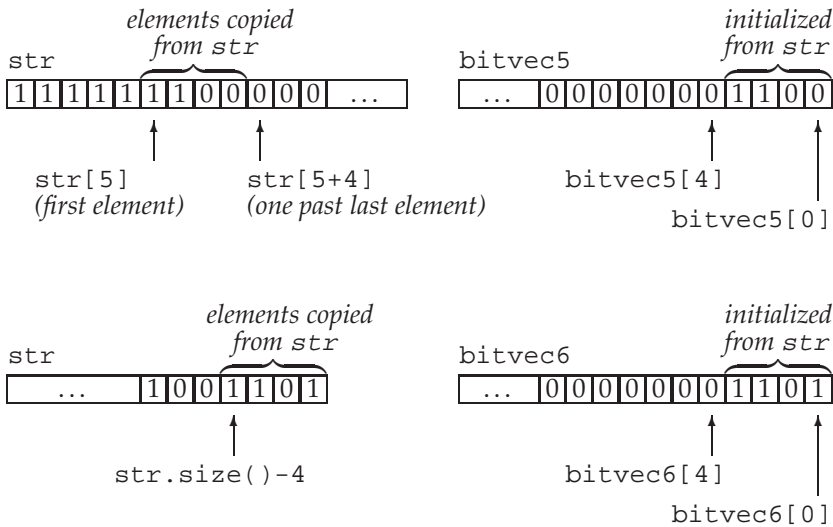 elements copied
from str
str
1 1 1 1 1 1 1 0 0 0 0 0 ...
str[5]
(first element)
str[5+4]
(one past last element)
initialized
from str
bitvec5
... 0 0 0 0 0 0 0 1 1 0 0
bitvec5[4]
bitvec5[0]
elements copied
from str
str
... 1 0 0 1 1 0 1
str.size()-4
initialized
from str
bitvec6
... 0 0 0 0 0 0 0 1 1 0 1
bitvec6[4]
bitvec6[0]